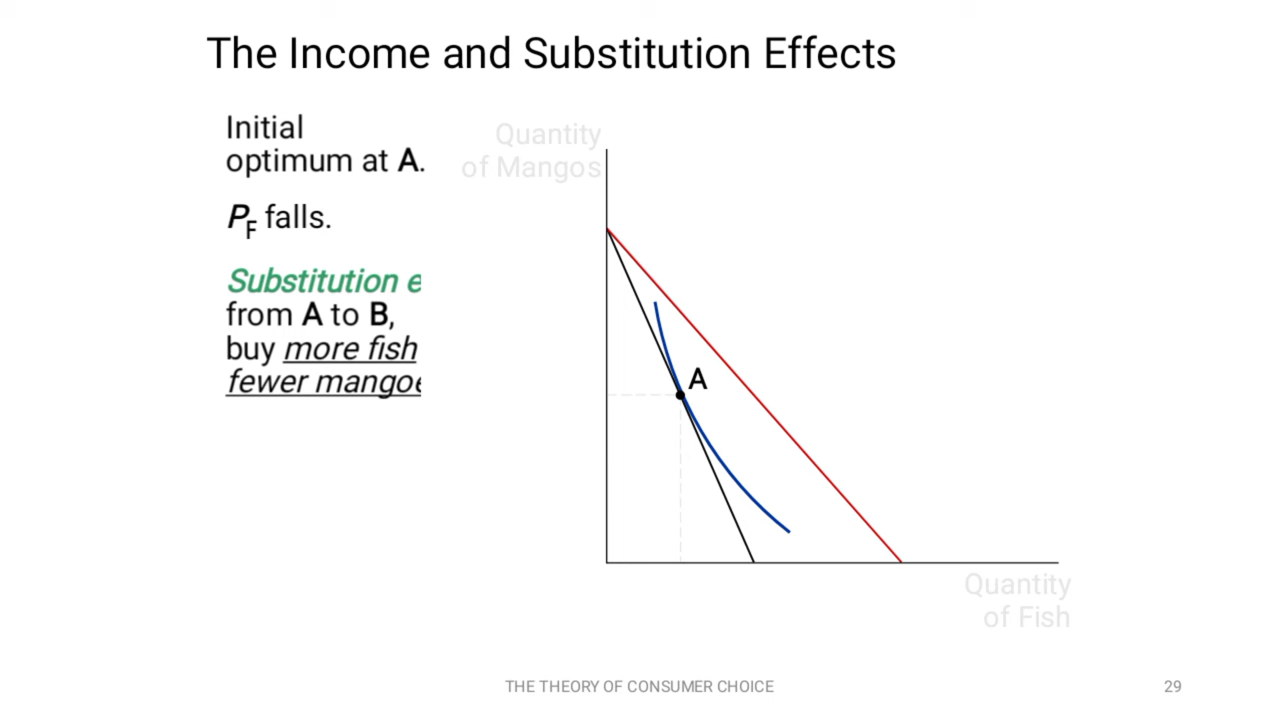 The Income and Substitution Effects
Initial
optimum at A.
PF falls.
Substitution e
from A to B,
buy more fish
fewer mango
Quantity
of Mangos
A
Quantity
of Fish
THE THEORY OF CONSUMER CHOICE
29